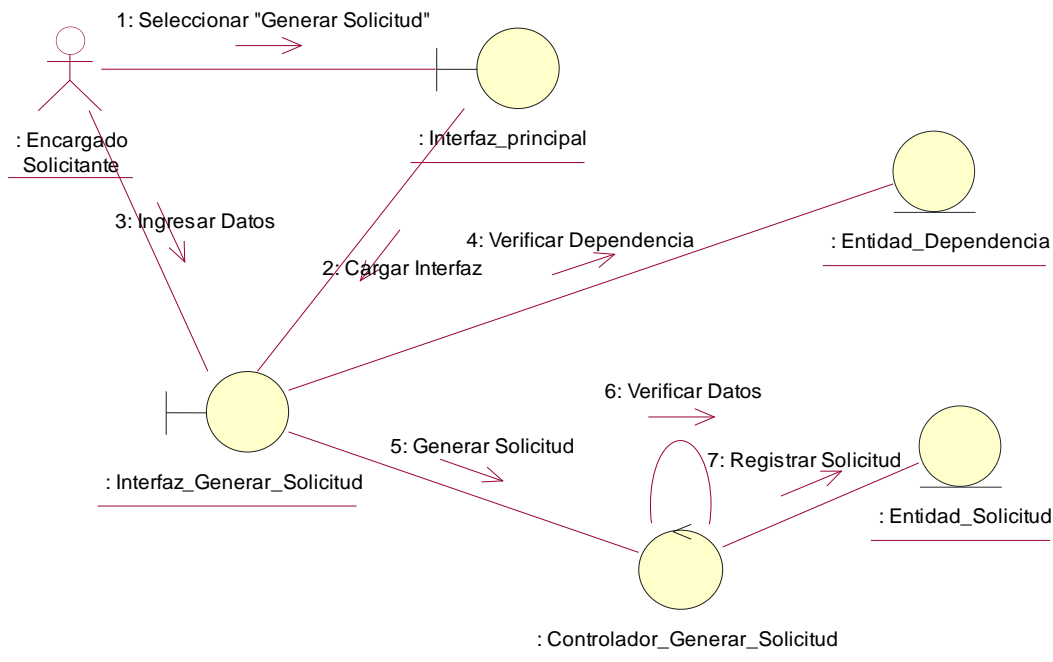 1: Seleccionar "Generar Solicitud"
: Encargado
Solicitante
: Interfaz_principal
3: Ingresar Datos
2: Cargar Interfaz
4: Verificar Dependencia
: Entidad_Dependencia
6: Verificar Datos
5: Generar Solicitud
7: Registrar Solicitud
: Interfaz_Generar_Solicitud
: Entidad_Solicitud
: Controlador_Generar_Solicitud